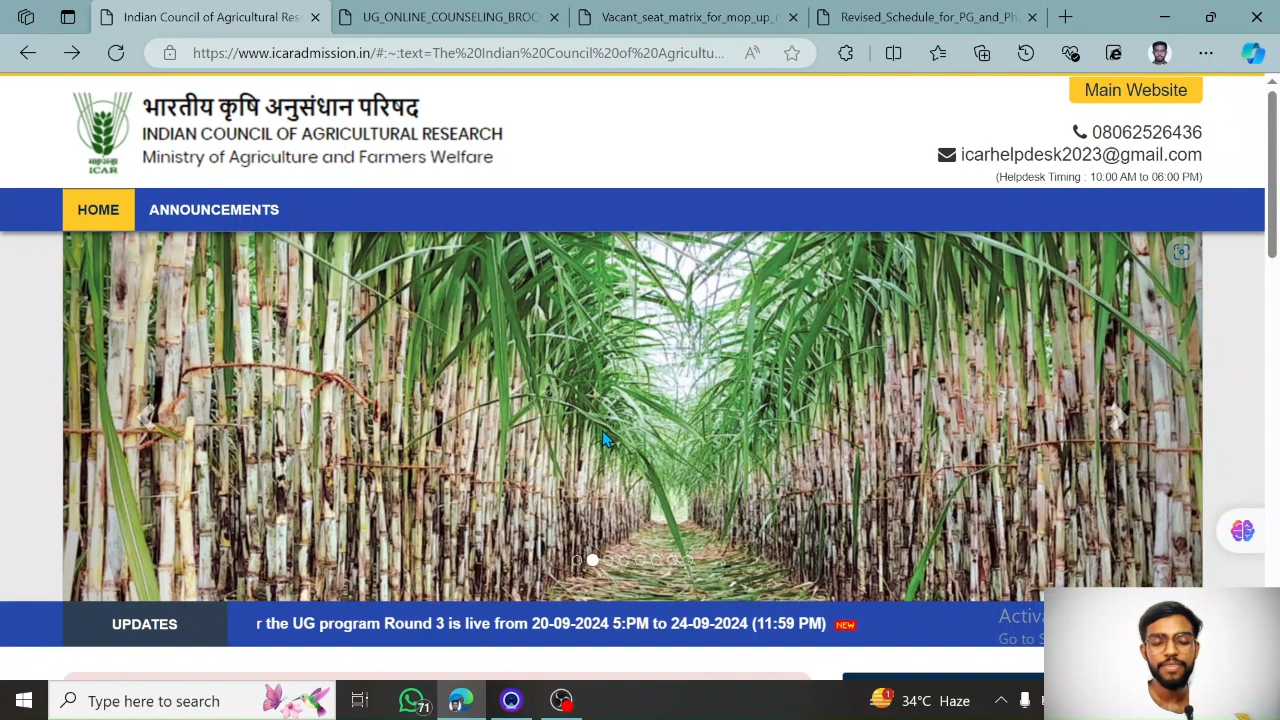 Indian Council of Agricultural Res
UG_ONLINE_COUNSELING_BROC
Vacant_seat_matrix_for_mop_up_r
Revised_Schedule_for_PG_and_Ph
https://www.icaradmission.in/#:~:text=The%20Indian%20Council%20of%20Agricultu...
Main Website
भारतीय कृषि अनुसंधान परिषद
INDIAN COUNCIL OF AGRICULTURAL RESEARCH
Ministry of Agriculture and Farmers Welfare
ICAR
08062526436
icarhelpdesk2023@gmail.com
(Helpdesk Timing : 10:00 AM to 06:00 PM)
HOME ANNOUNCEMENTS
UPDATES
r the UG program Round 3 is live from 20-09-2024 5:PM to 24-09-2024 (11:59 PM) NEW
Activa
Go to S
Type here to search
71
1
34°C Haze